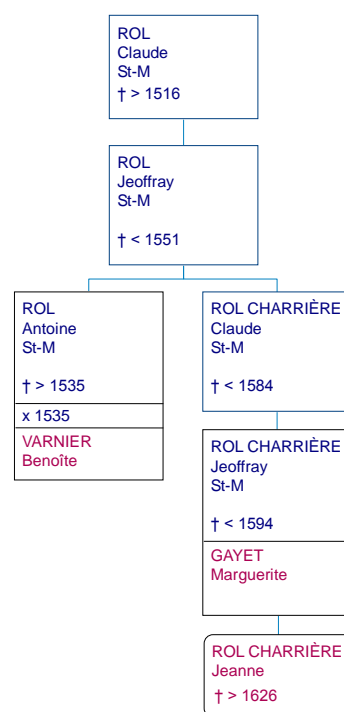 ROL
Claude
St-M
† > 1516
ROL
Jeoffray
St-M
† < 1551
ROL
Antoine
St-M
† > 1535
x 1535
VARNIER
Benoîte
ROL CHARRIÈRE
Claude
St-M
† < 1584
ROL CHARRIÈRE
Jeoffray
St-M
† < 1594
GAYET
Marguerite
ROL CHARRIÈRE
Jeanne
† > 1626